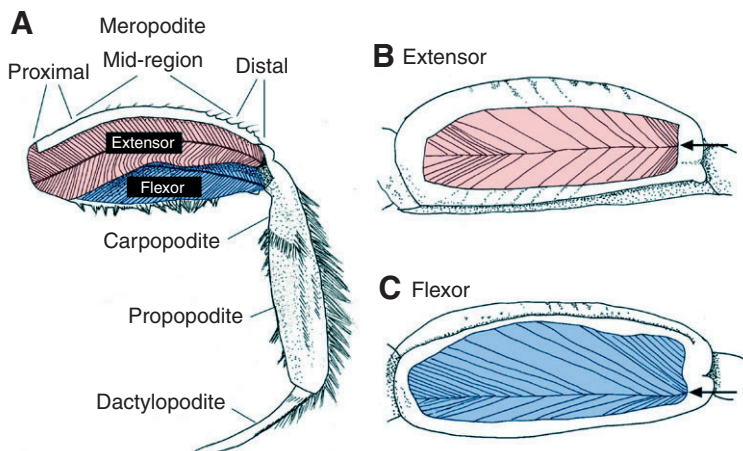 A
Meropodite
Proximal
Mid-region
Distal
Extensor
Flexor
Carpopodite
Propopodite
Dactylopodite
B Extensor
C Flexor